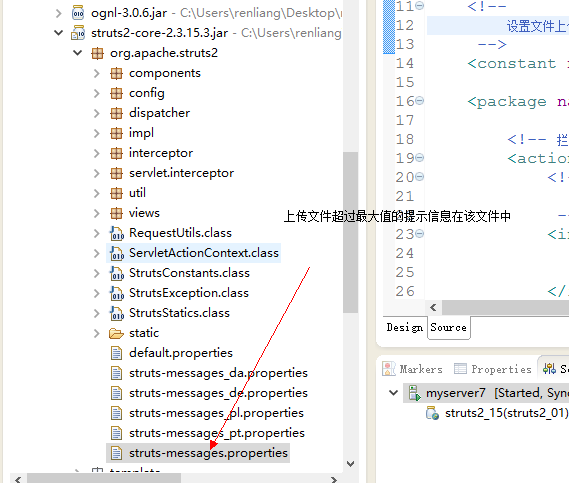 ognl-3.0.6.jar - C:\Users\renliang\Desktop\r
struts2-core-2.3.15.3.jar - C:\Users\renliang
org.apache.struts2
components
config
dispatcher
impl
interceptor
servlet.interceptor
util
views
RequestUtils.class
ServletActionContext.class
StrutsConstants.class
StrutsException.class
StrutsStatics.class
static
default.properties
struts-messages_da.properties
struts-messages_de.properties
struts-messages_pl.properties
struts-messages_pt.properties
struts-messages.properties
template
上传文件超过最大值的提示信息在该文件中
11 <!--
12 设置文件上
13 -->
14 <constant
15
16 <package na
17
18 <!-- 拦
19 <action
20 <!--
21
22 -
23 <in
24
25
26 </
Design Source
Markers Properties Se
myserver7 [Started, Sync
struts2_15(struts2_01)